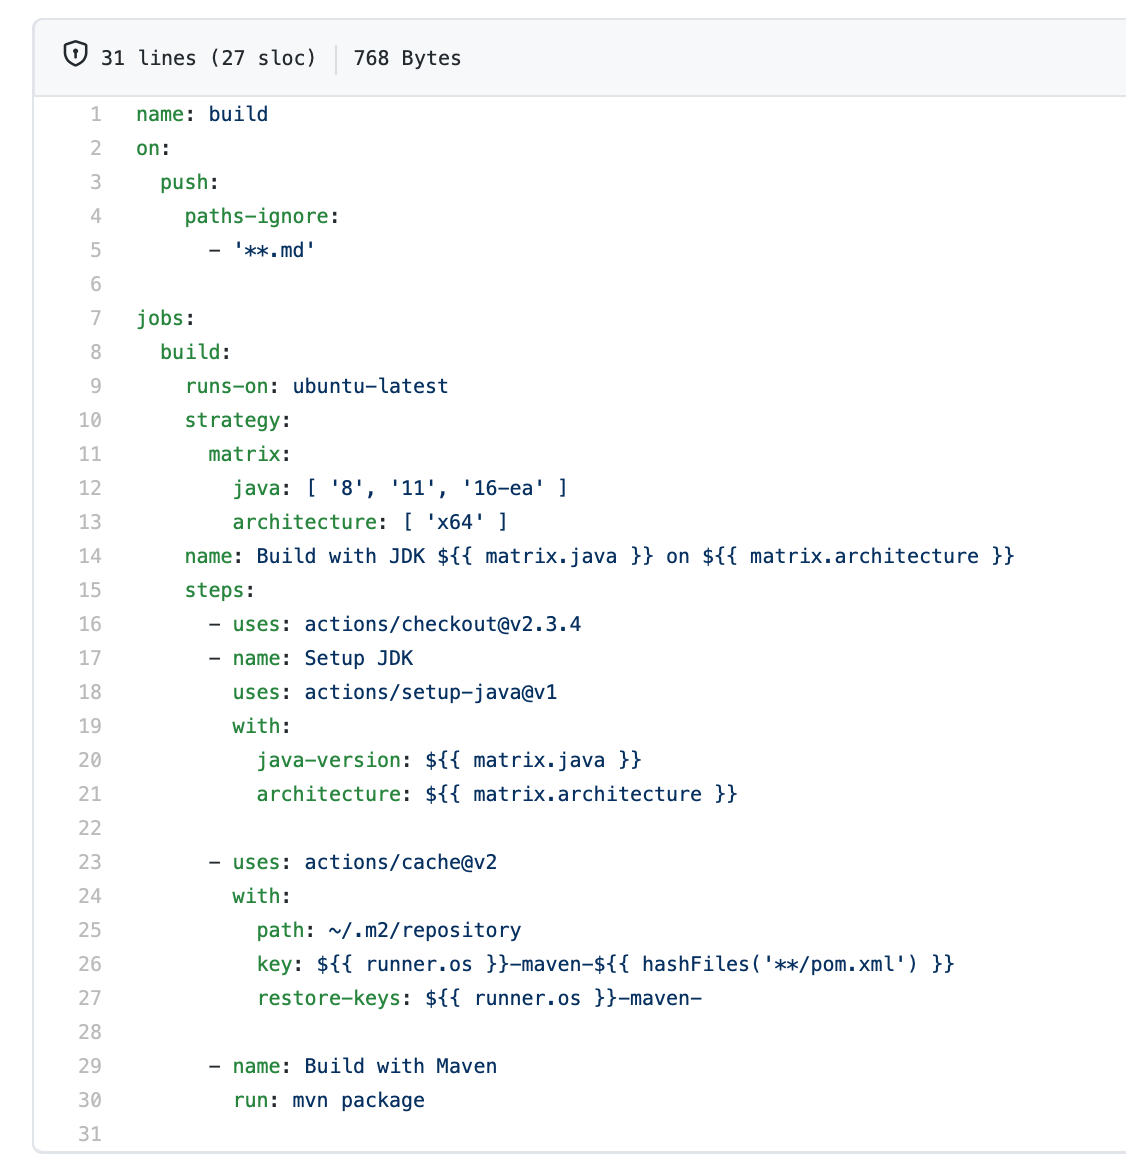 31 lines (27 sloc) 768 Bytes
1 name: build
2 on:
3   push:
4     paths-ignore:
5       - '**.md'
6
7 jobs:
8   build:
9     runs-on: ubuntu-latest
10     strategy:
11       matrix:
12         java: [ '8', '11', '16-ea' ]
13         architecture: [ 'x64' ]
14     name: Build with JDK ${{ matrix.java }} on ${{ matrix.architecture }}
15     steps:
16       - uses: actions/checkout@v2.3.4
17       - name: Setup JDK
18         uses: actions/setup-java@v1
19         with:
20           java-version: ${{ matrix.java }}
21           architecture: ${{ matrix.architecture }}
22
23       - uses: actions/cache@v2
24         with:
25           path: ~/.m2/repository
26           key: ${{ runner.os }}-maven-${{ hashFiles('**/pom.xml') }}
27           restore-keys: ${{ runner.os }}-maven-
28
29       - name: Build with Maven
30         run: mvn package
31